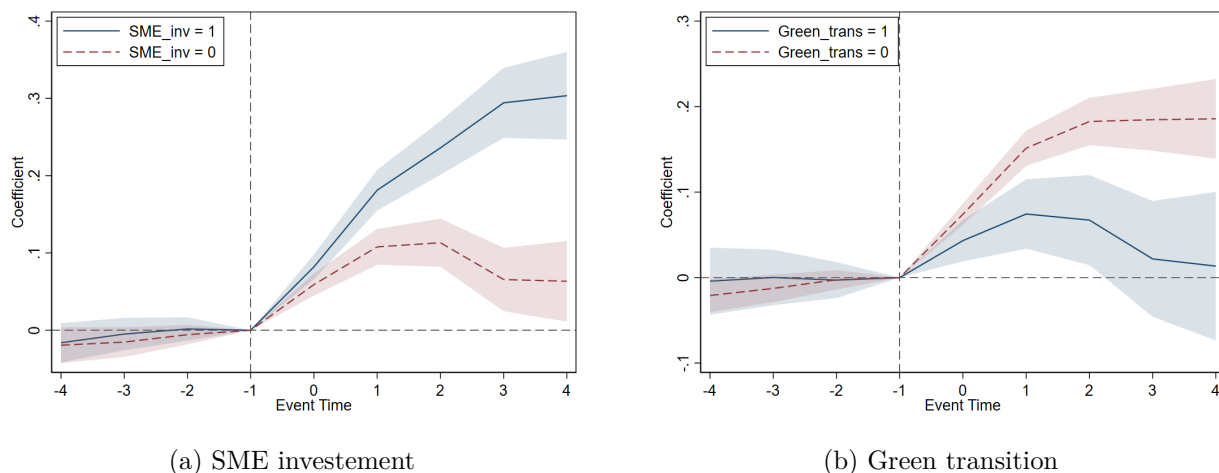 .4
.3
.2
.1
0
Coefficient
SME_inv = 1
SME_inv = 0
-4 -3 -2 -1 0 1 2 3 4
Event Time
(a) SME investement
.3
.2
.1
0
-.1
Coefficient
Green_trans = 1
Green_trans = 0
-4 -3 -2 -1 0 1 2 3 4
Event Time
(b) Green transition